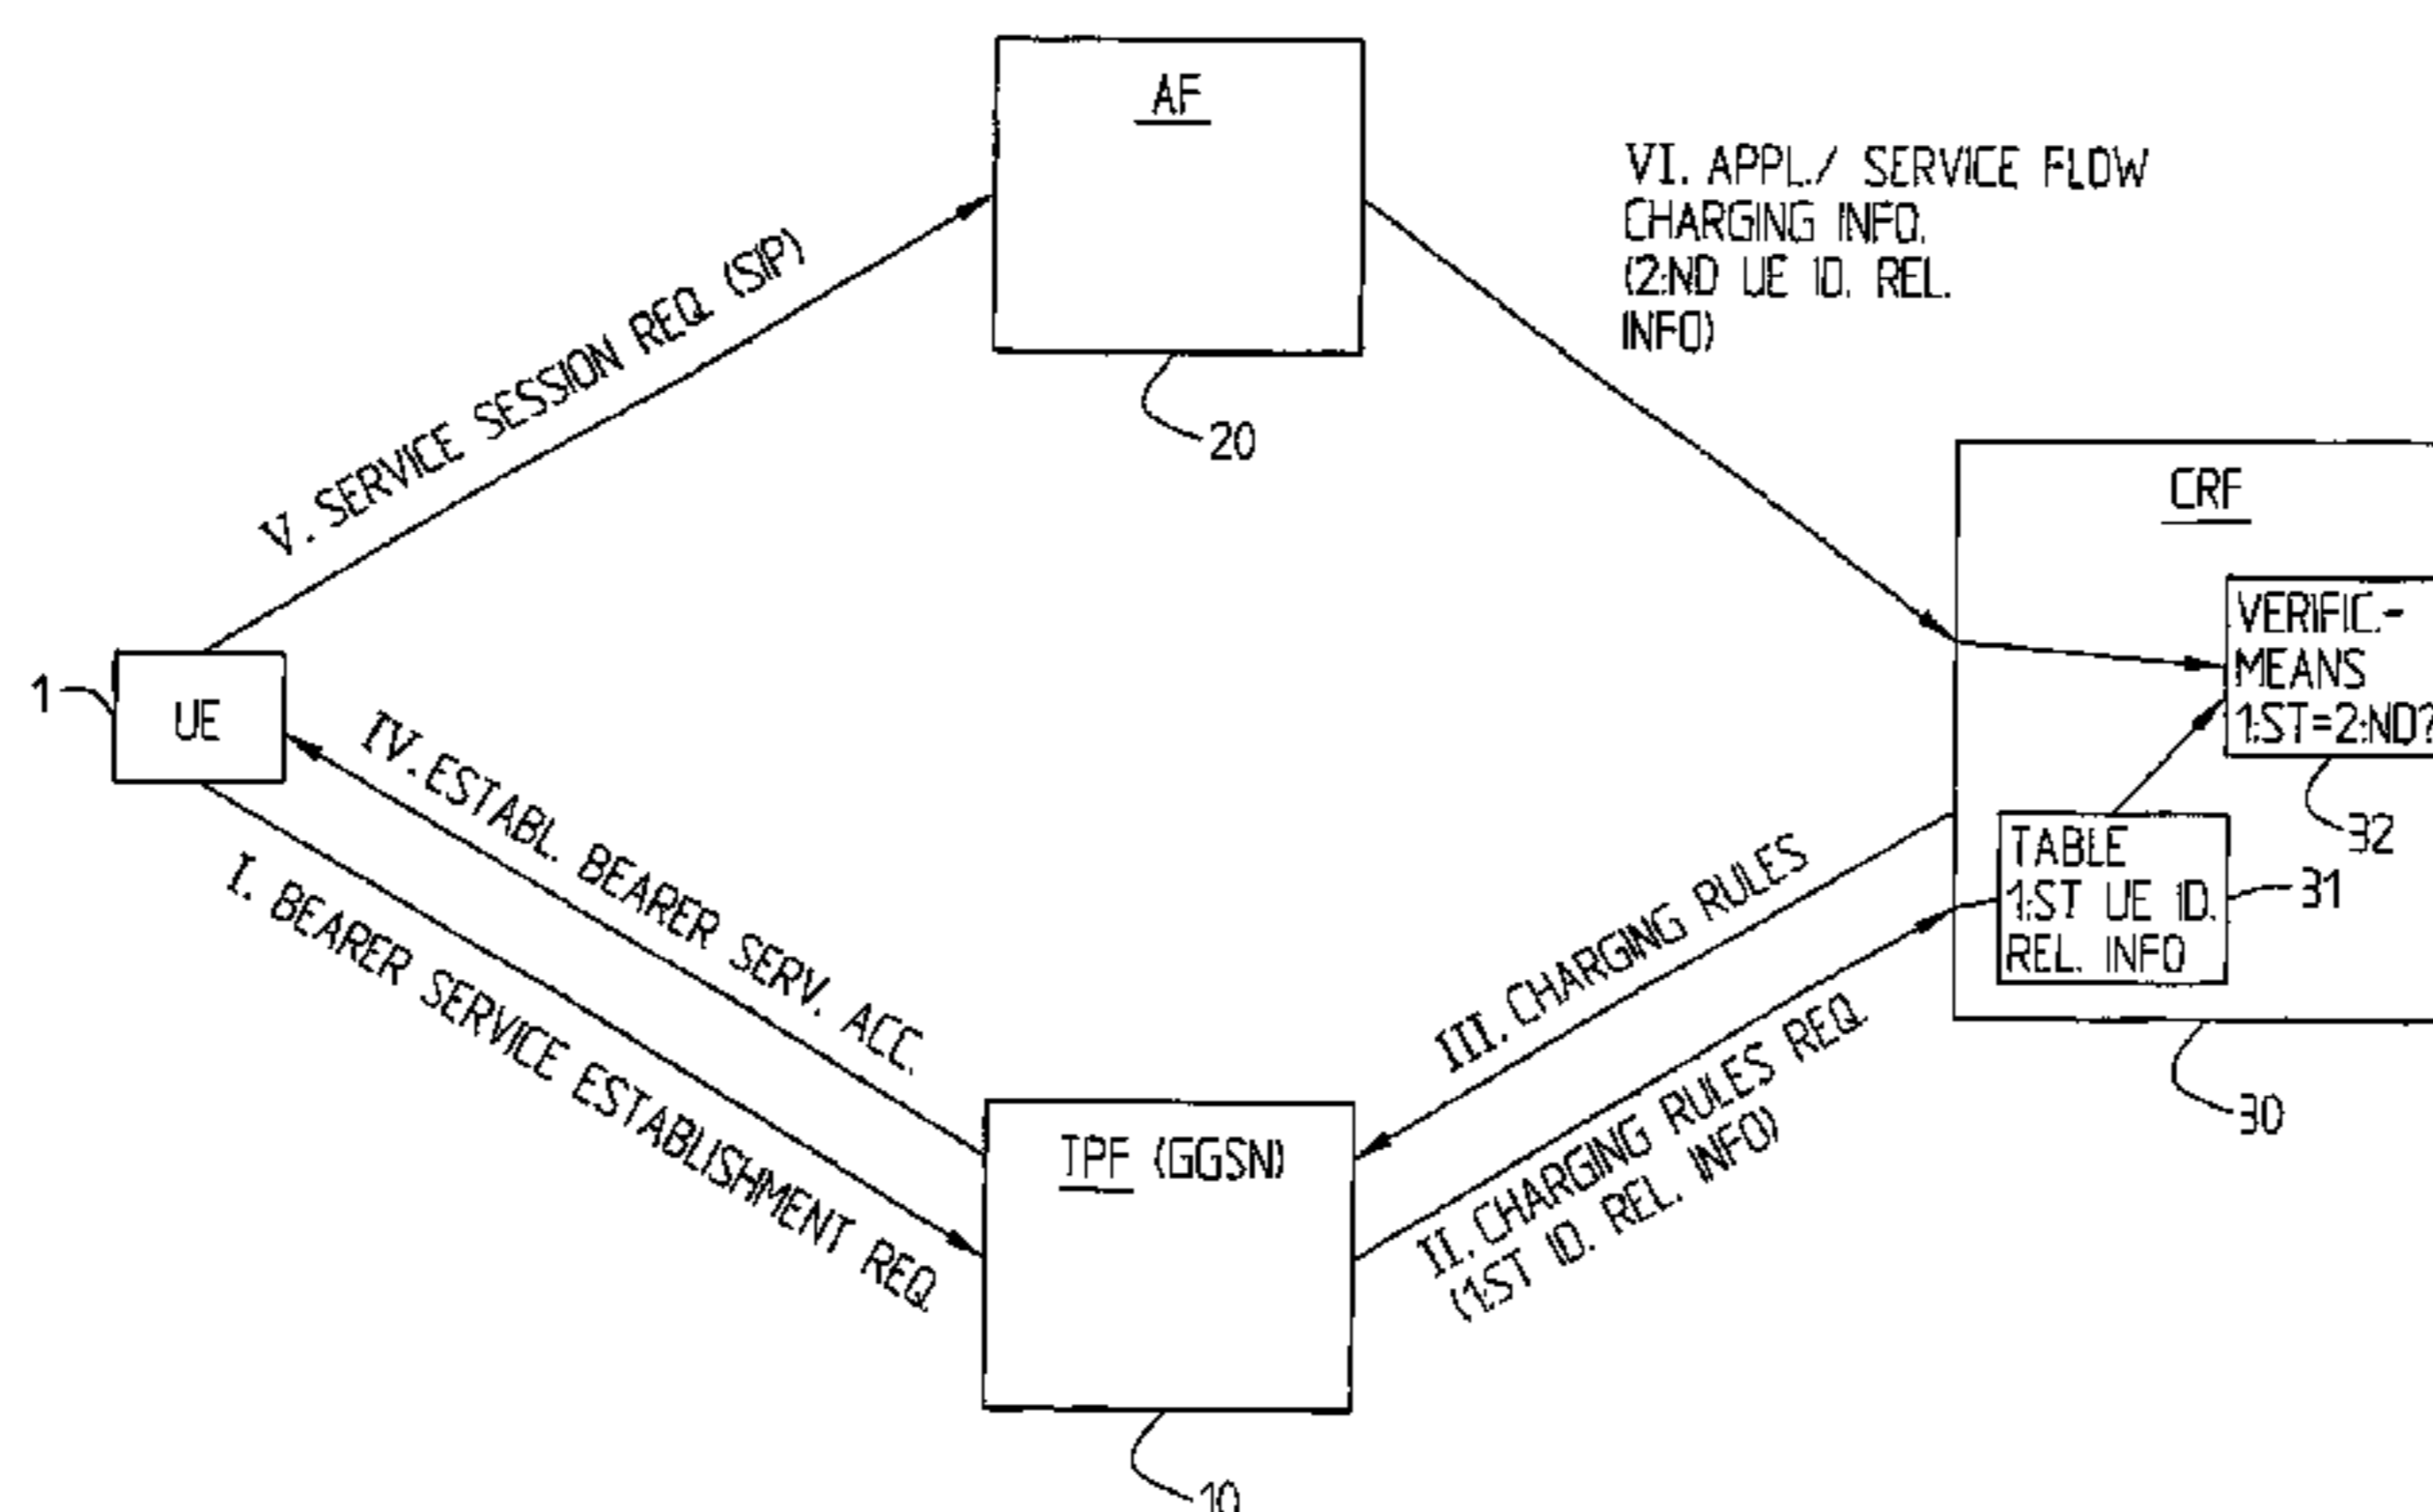 AF
VI. APPL./ SERVICE FLOW
CHARGING INFO.
(2:ND UE ID. REL.
INFO)
V. SERVICE SESSION REQ. (SIP)
20
CRF
VERIFIC.-
MEANS
1:ST=2:ND?
32
1
UE
IV. ESTABL. BEARER SERV. ACC.
I. BEARER SERVICE ESTABLISHMENT REQ.
III. CHARGING RULES
TABLE
1:ST UE ID.
REL. INFO
31
II. CHARGING RULES REQ.
(1:ST ID. REL. INFO)
30
TPF (GGSN)
10